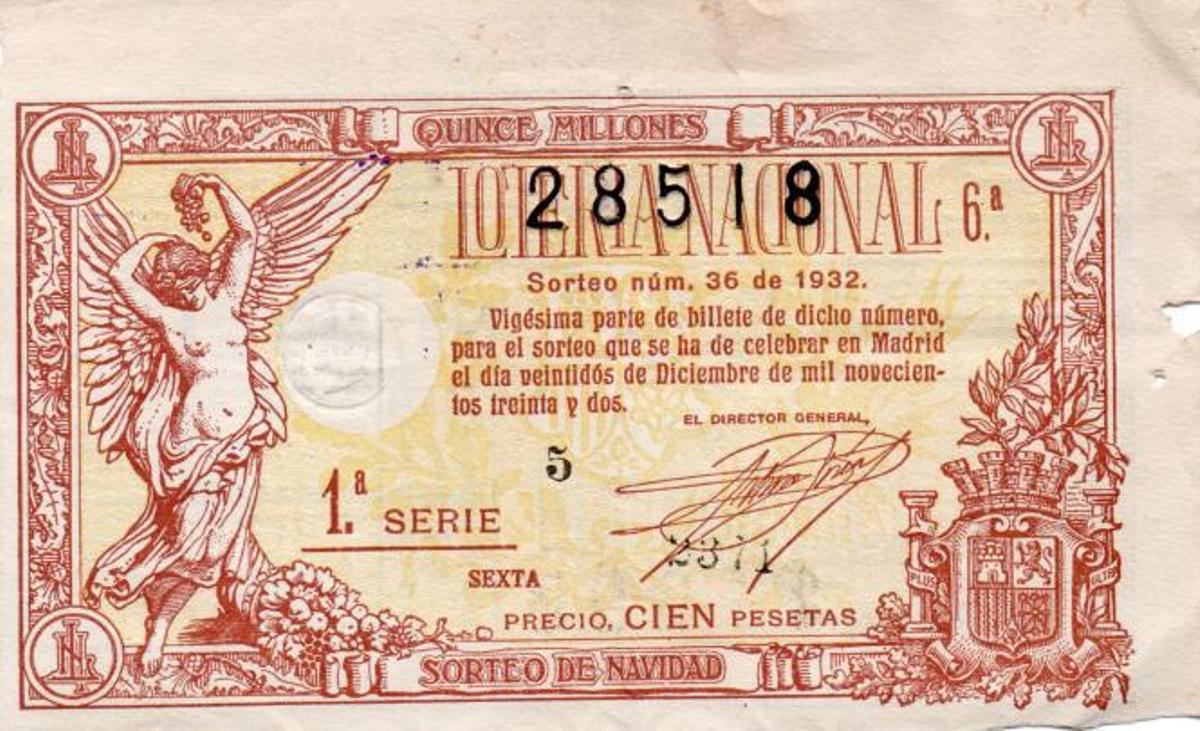 QUINCE MILLONES
LOTERIA NACIONAL
28518
6.ª
Sorteo núm. 36 de 1932.
Vigésima parte de billete de dicho número,
para el sorteo que se ha de celebrar en Madrid
el día veintidós de Diciembre de mil novecien-
tos treinta y dos.
EL DIRECTOR GENERAL,
5
1.ª SERIE
SEXTA
PRECIO, CIEN PESETAS
PLUS
ULTRA
SORTEO DE NAVIDAD